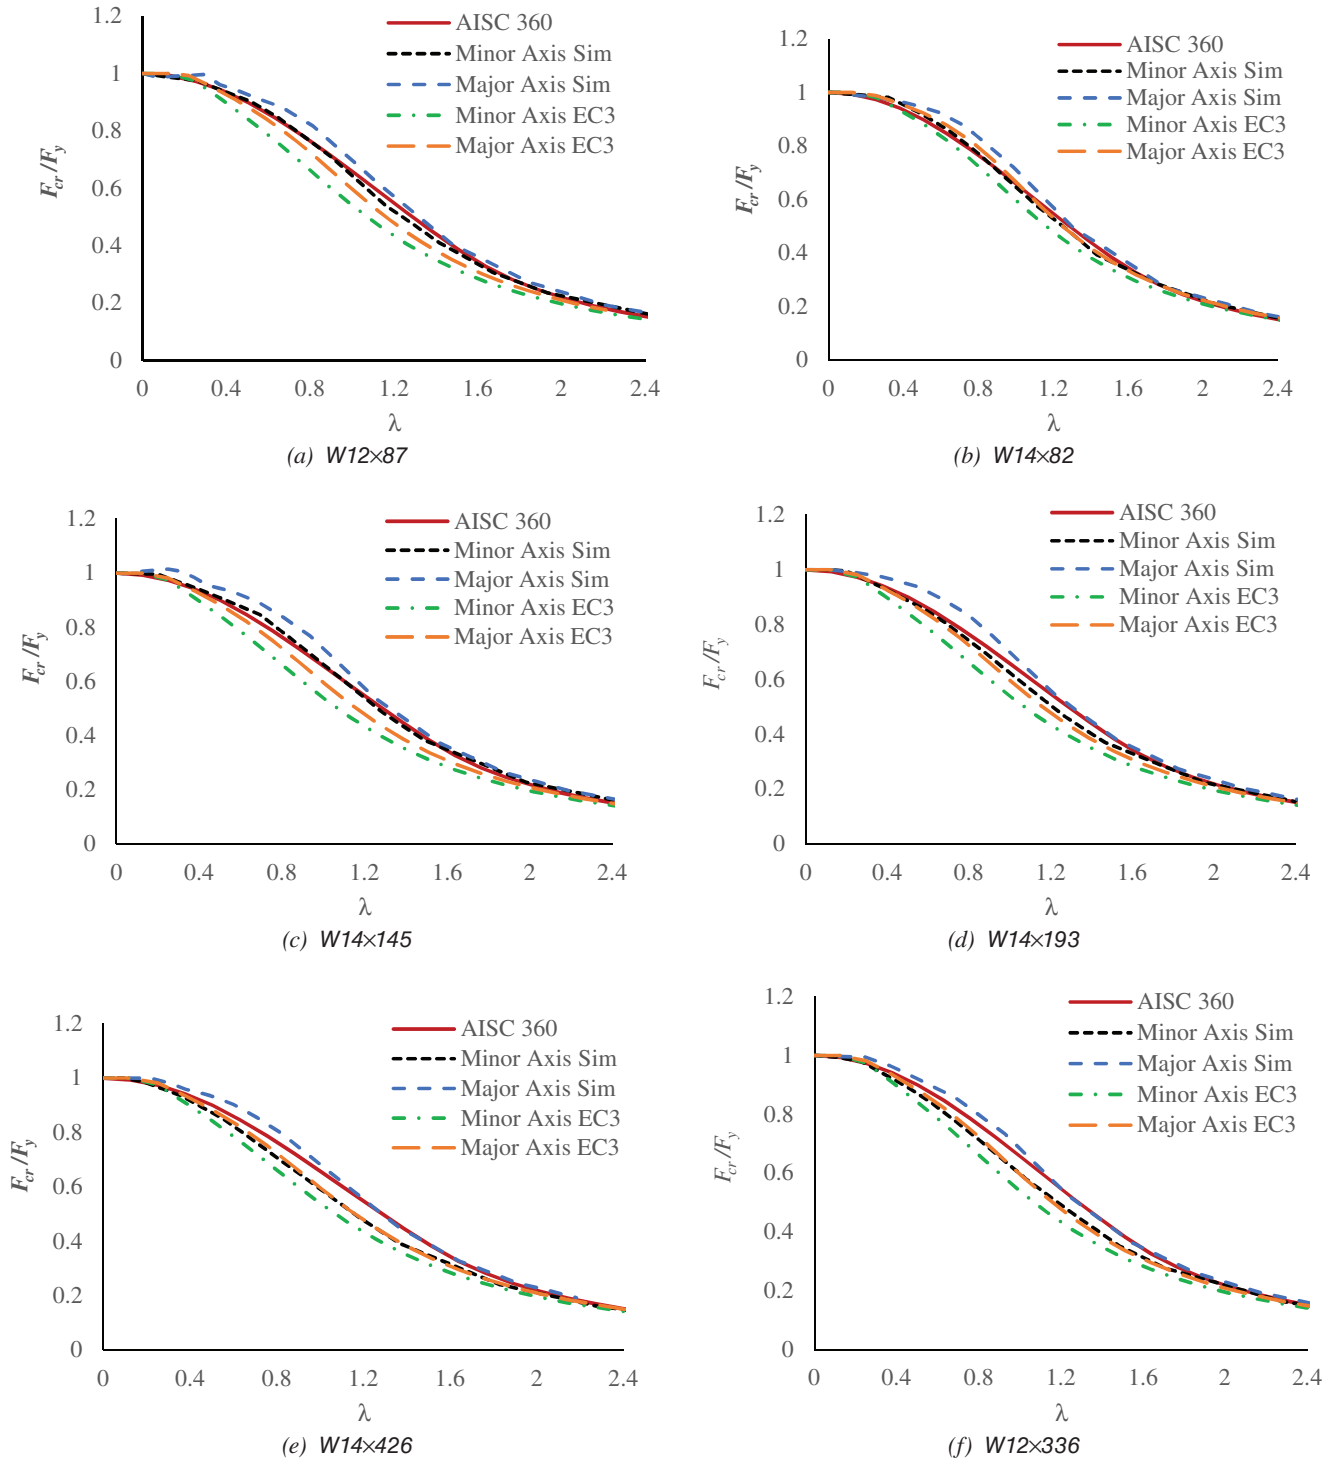 1.2
1
0.8
0.6
0.4
0.2
0
F_cr/F_y
AISC 360
Minor Axis Sim
Major Axis Sim
Minor Axis EC3
Major Axis EC3
0 0.4 0.8 1.2 1.6 2 2.4
λ
(a) W12×87
1.2
1
0.8
0.6
0.4
0.2
0
F_cr/F_y
AISC 360
Minor Axis Sim
Major Axis Sim
Minor Axis EC3
Major Axis EC3
0 0.4 0.8 1.2 1.6 2 2.4
λ
(b) W14×82
1.2
1
0.8
0.6
0.4
0.2
0
F_cr/F_y
AISC 360
Minor Axis Sim
Major Axis Sim
Minor Axis EC3
Major Axis EC3
0 0.4 0.8 1.2 1.6 2 2.4
λ
(c) W14×145
1.2
1
0.8
0.6
0.4
0.2
0
F_cr/F_y
AISC 360
Minor Axis Sim
Major Axis Sim
Minor Axis EC3
Major Axis EC3
0 0.4 0.8 1.2 1.6 2 2.4
λ
(d) W14×193
1.2
1
0.8
0.6
0.4
0.2
0
F_cr/F_y
AISC 360
Minor Axis Sim
Major Axis Sim
Minor Axis EC3
Major Axis EC3
0 0.4 0.8 1.2 1.6 2 2.4
λ
(e) W14×426
1.2
1
0.8
0.6
0.4
0.2
0
F_cr/F_y
AISC 360
Minor Axis Sim
Major Axis Sim
Minor Axis EC3
Major Axis EC3
0 0.4 0.8 1.2 1.6 2 2.4
λ
(f) W12×336